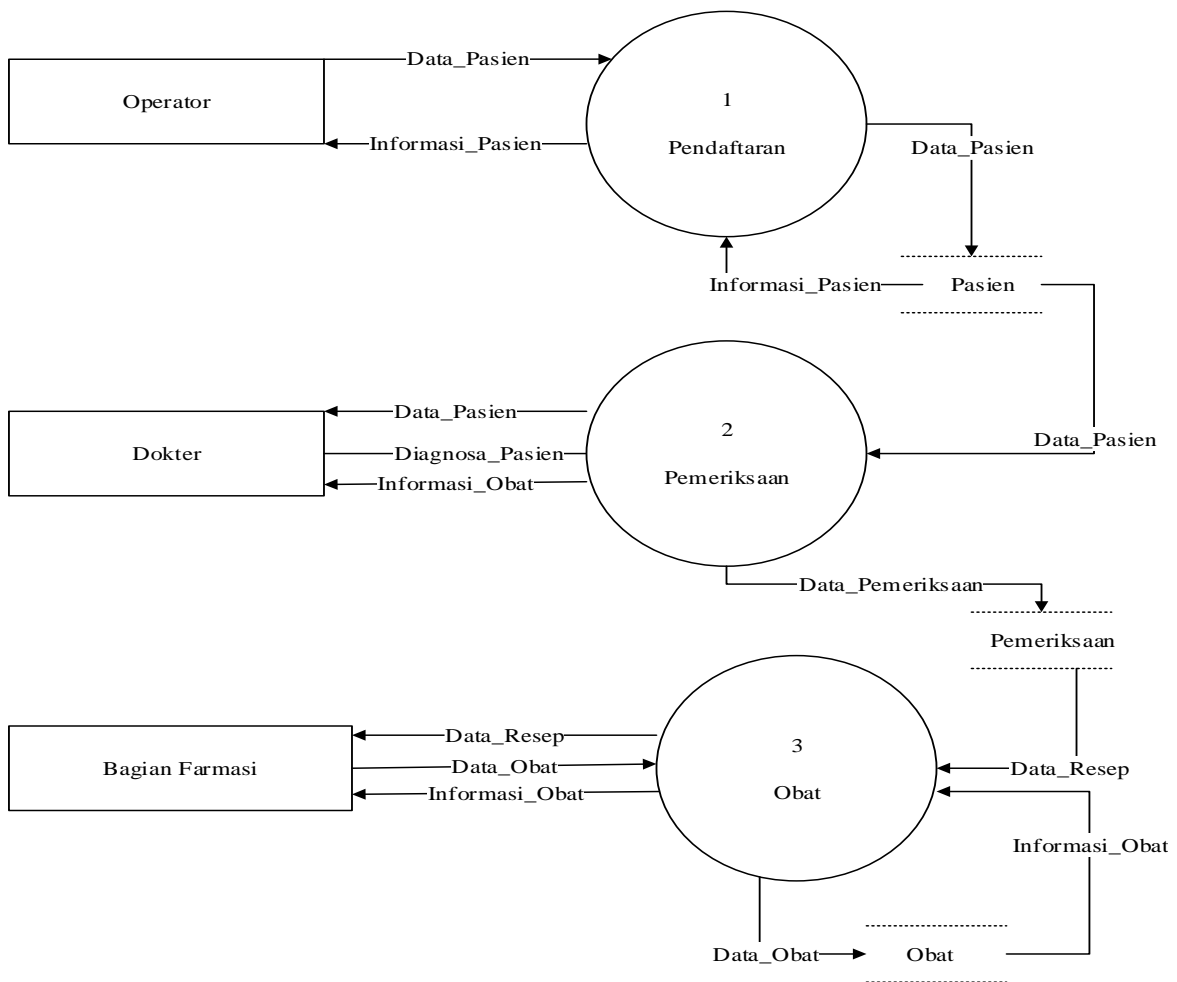 Data_Pasien
Operator
1
Pendaftaran
Informasi_Pasien
Data_Pasien
Informasi_Pasien
Pasien
Data_Pasien
Dokter
Diagnosa_Pasien
Informasi_Obat
2
Pemeriksaan
Data_Pasien
Data_Pemeriksaan
Pemeriksaan
Data_Resep
Bagian Farmasi
Data_Obat
Informasi_Obat
3
Obat
Data_Resep
Informasi_Obat
Data_Obat
Obat